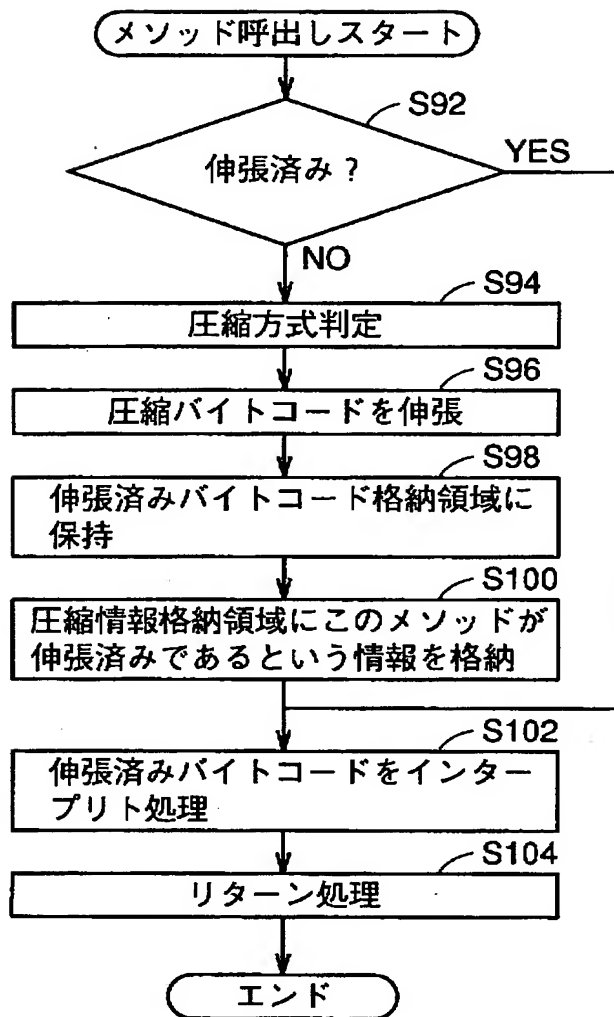 メソッド呼出しスタート
S92
伸張済み？
YES
NO
S94
圧縮方式判定
S96
圧縮バイトコードを伸張
S98
伸張済みバイトコード格納領域に
保持
S100
圧縮情報格納領域にこのメソッドが
伸張済みであるという情報を格納
S102
伸張済みバイトコードをインター
プリト処理
S104
リターン処理
エンド